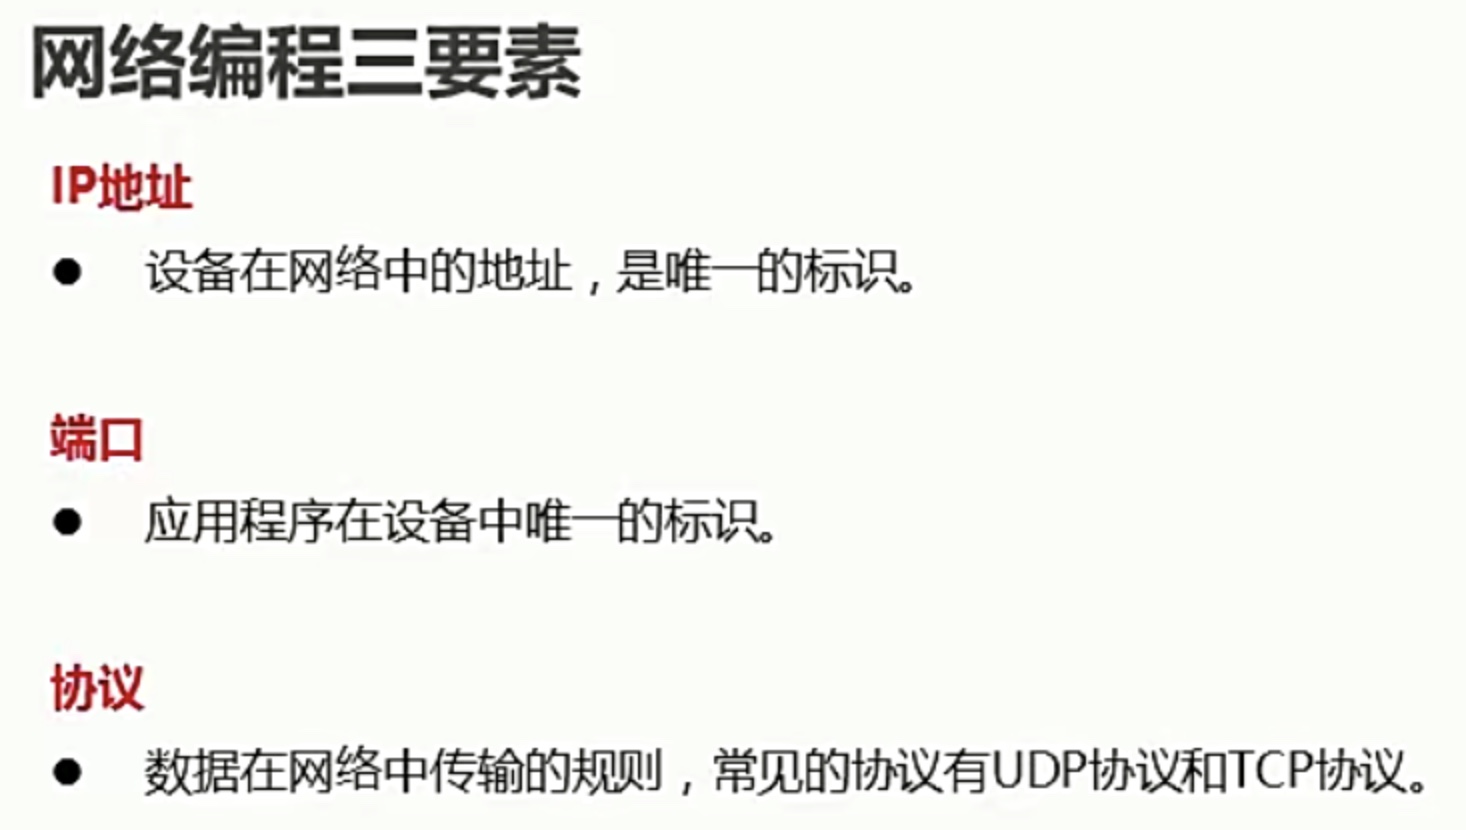 网络编程三要素
IP地址
● 设备在网络中的地址，是唯一的标识。
端口
● 应用程序在设备中唯一的标识。
协议
● 数据在网络中传输的规则，常见的协议有UDP协议和TCP协议。